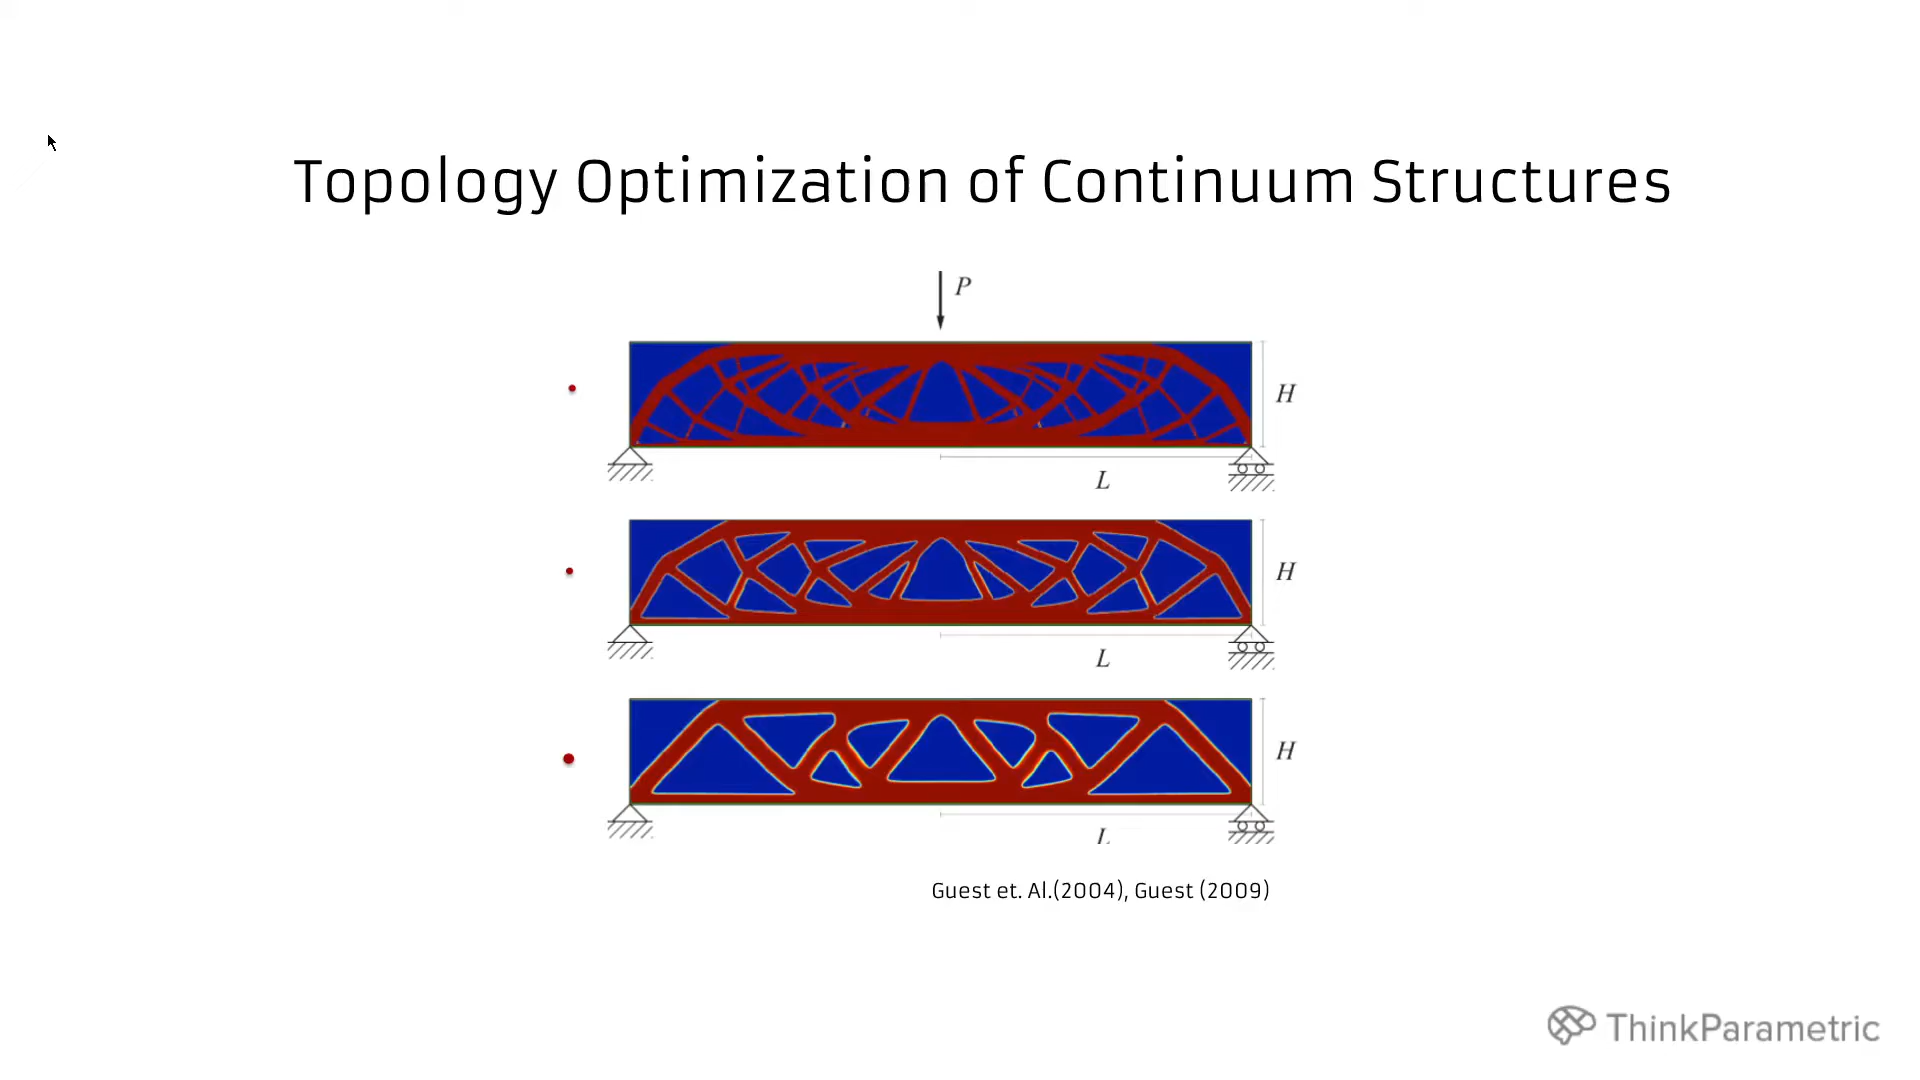 Topology Optimization of Continuum Structures
P
H
L
H
L
H
L
Guest et. Al.(2004), Guest (2009)
ThinkParametric